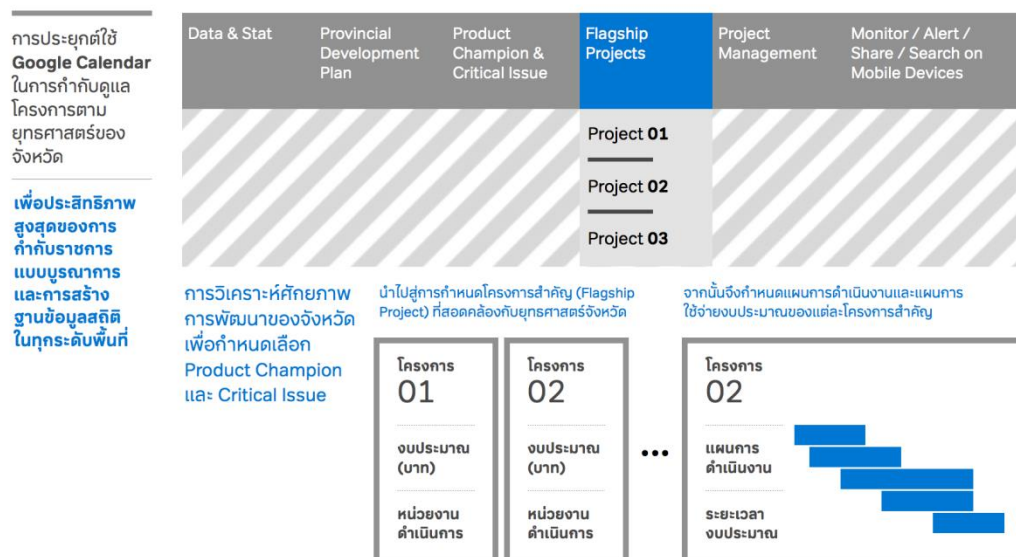 การประยุกต์ใช้
Google Calendar
ในการกำกับดูแล
โครงการตาม
ยุทธศาสตร์ของ
จังหวัด
เพื่อประสิทธิภาพ
สูงสุดของการ
กำกับราชการ
แบบบูรณาการ
และการสร้าง
ฐานข้อมูลสถิติ
ในทุกระดับพื้นที่
Data & Stat
Provincial
Development
Plan
Product
Champion &
Critical Issue
Flagship
Projects
Project
Management
Monitor / Alert /
Share / Search on
Mobile Devices
Project 01
Project 02
Project 03
การวิเคราะห์ศักยภาพ
การพัฒนาของจังหวัด
เพื่อกำหนดเลือก
Product Champion
และ Critical Issue
นำไปสู่การกำหนดโครงการสำคัญ (Flagship
Project) ที่สอดคล้องกับยุทธศาสตร์จังหวัด
จากนั้นจึงกำหนดแผนการดำเนินงานและแผนการ
ใช้จ่ายงบประมาณของแต่ละโครงการสำคัญ
โครงการ
01
งบประมาณ
(บาท)
หน่วยงาน
ดำเนินการ
โครงการ
02
งบประมาณ
(บาท)
หน่วยงาน
ดำเนินการ
...
โครงการ
02
แผนการ
ดำเนินงาน
ระยะเวลา
งบประมาณ